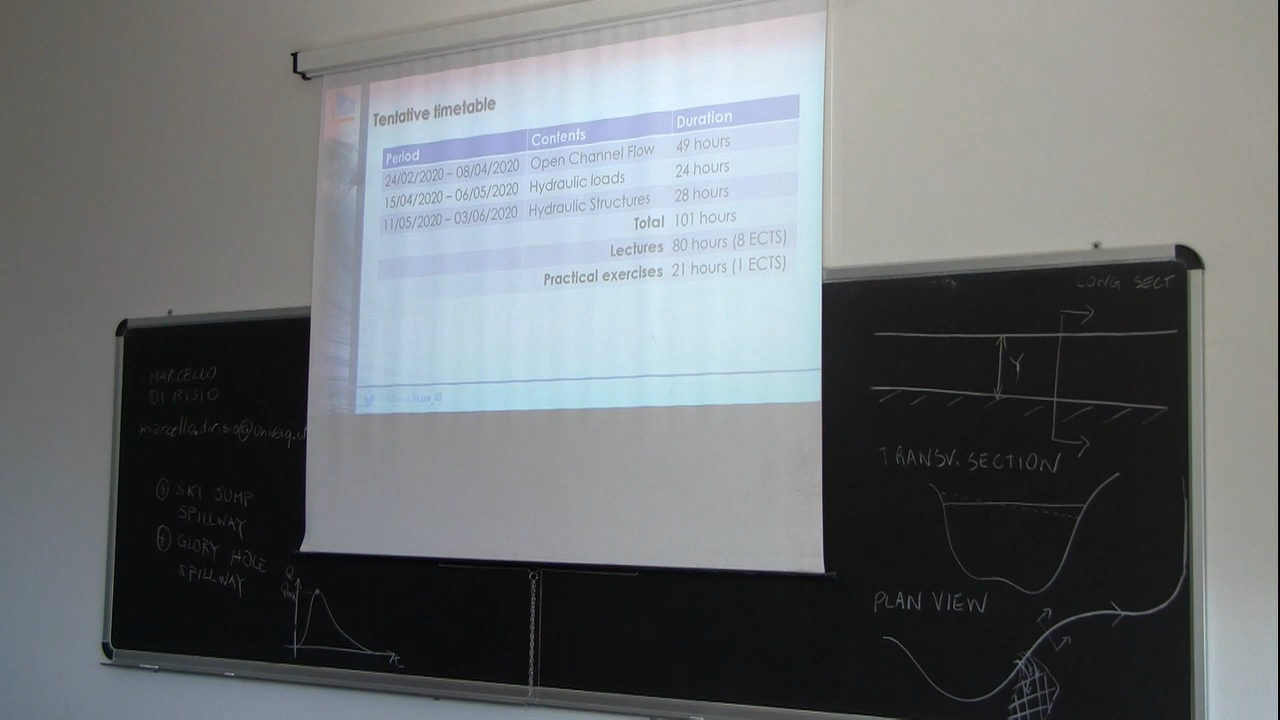 Tentative timetable
Period Contents Duration
24/02/2020 – 08/04/2020 Open Channel Flow 49 hours
15/04/2020 – 06/05/2020 Hydraulic loads 24 hours
11/05/2020 – 03/06/2020 Hydraulic Structures 28 hours
Total 101 hours
Lectures 80 hours (8 ECTS)
Practical exercises 21 hours (1 ECTS)
MARCELLO
DI RISIO
+ SKI JUMP
SPILLWAY
+ GLORY HOLE
SPILLWAY
Q
t
LONG SECT
Y
TRANSV. SECTION
PLAN VIEW